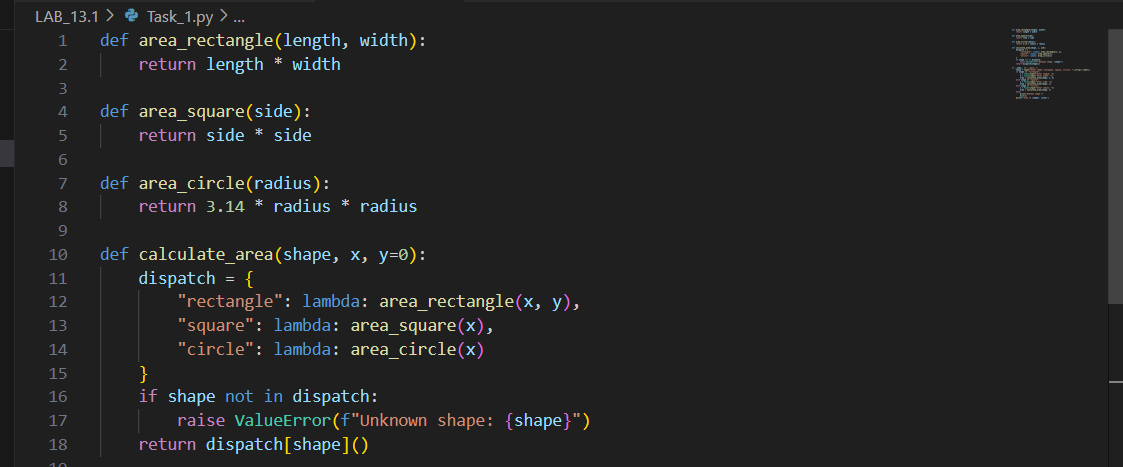 LAB_13.1 > Task_1.py > ...
1 def area_rectangle(length, width):
2     return length * width
3
4 def area_square(side):
5     return side * side
6
7 def area_circle(radius):
8     return 3.14 * radius * radius
9
10 def calculate_area(shape, x, y=0):
11     dispatch = {
12         "rectangle": lambda: area_rectangle(x, y),
13         "square": lambda: area_square(x),
14         "circle": lambda: area_circle(x)
15     }
16     if shape not in dispatch:
17         raise ValueError(f"Unknown shape: {shape}")
18     return dispatch[shape]()